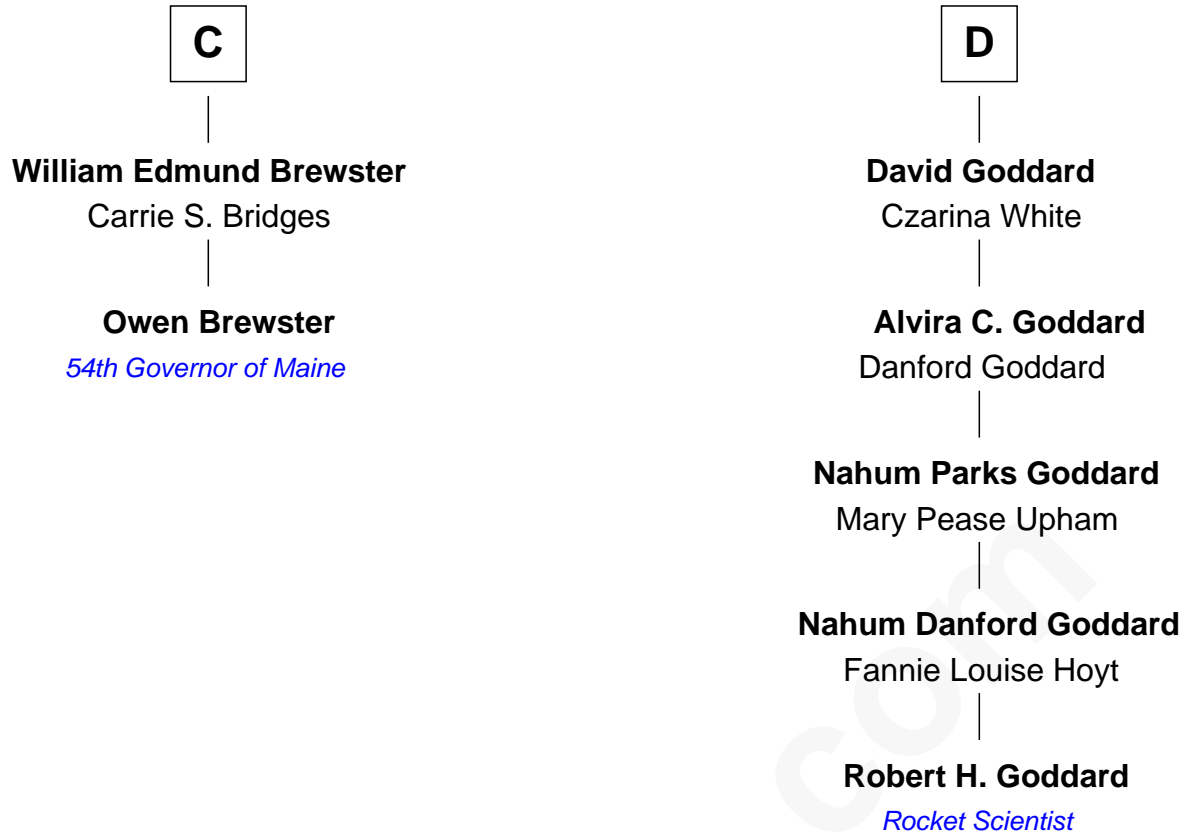 C
William Edmund Brewster
Carrie S. Bridges
Owen Brewster
54th Governor of Maine
D
David Goddard
Czarina White
Alvira C. Goddard
Danford Goddard
Nahum Parks Goddard
Mary Pease Upham
Nahum Danford Goddard
Fannie Louise Hoyt
Robert H. Goddard
Rocket Scientist
com